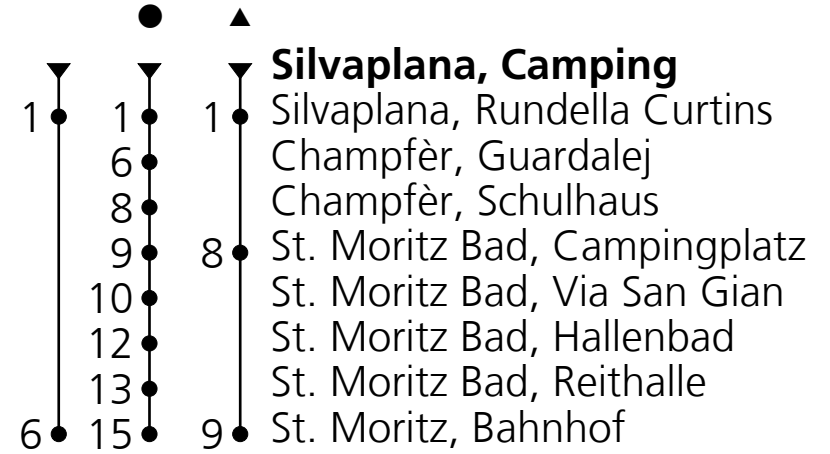 Silvaplana, Camping
1 1 1 Silvaplana, Rundella Curtins
6 Champfèr, Guardalej
8 Champfèr, Schulhaus
9 8 St. Moritz Bad, Campingplatz
10 St. Moritz Bad, Via San Gian
12 St. Moritz Bad, Hallenbad
13 St. Moritz Bad, Reithalle
6 15 9 St. Moritz, Bahnhof